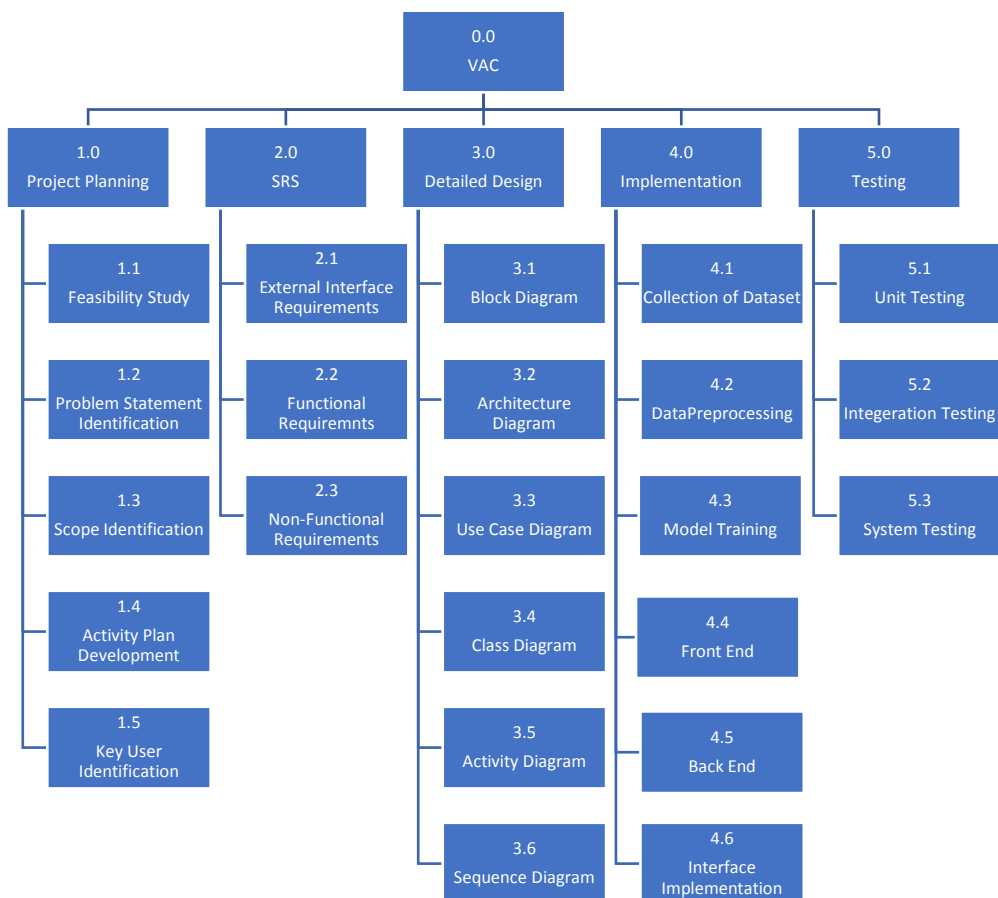 0.0
VAC
1.0
Project Planning
2.0
SRS
3.0
Detailed Design
4.0
Implementation
5.0
Testing
1.1
Feasibility Study
1.2
Problem Statement
Identification
1.3
Scope Identification
1.4
Activity Plan
Development
1.5
Key User
Identification
2.1
External Interface
Requirements
2.2
Functional
Requiremnts
2.3
Non-Functional
Requirements
3.1
Block Diagram
3.2
Architecture
Diagram
3.3
Use Case Diagram
3.4
Class Diagram
3.5
Activity Diagram
3.6
Sequence Diagram
4.1
Collection of Dataset
4.2
DataPreprocessing
4.3
Model Training
4.4
Front End
4.5
Back End
4.6
Interface
Implementation
5.1
Unit Testing
5.2
Integeration Testing
5.3
System Testing